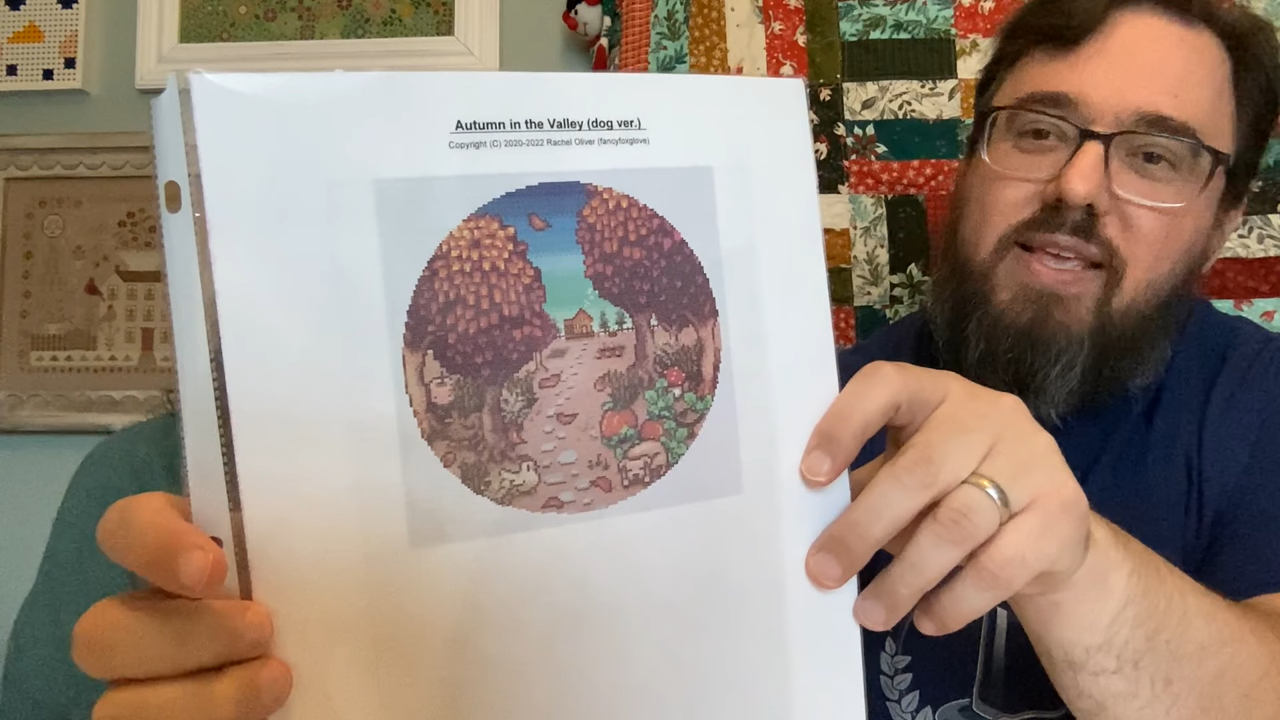 Autumn in the Valley (dog ver.)
Copyright (C) 2020-2022 Rachel Oliver (fancyfoxglove)